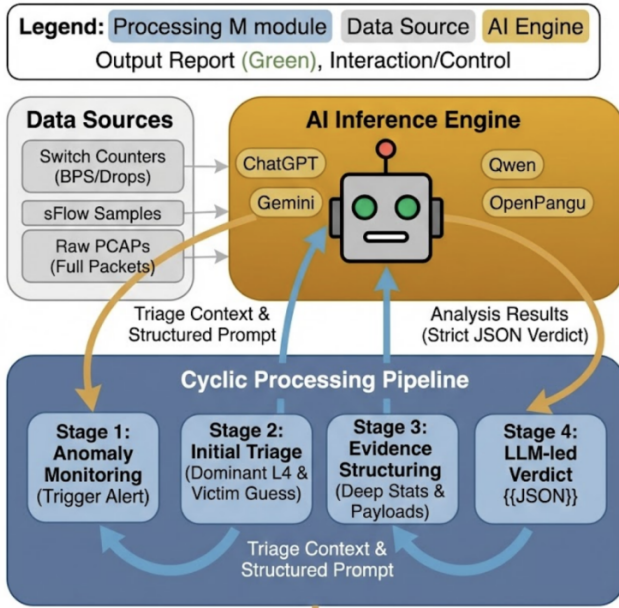 Legend: Processing M module Data Source AI Engine
Output Report (Green), Interaction/Control
Data Sources
Switch Counters
(BPS/Drops)
sFlow Samples
Raw PCAPs
(Full Packets)
AI Inference Engine
ChatGPT
Gemini
Qwen
OpenPangu
Triage Context &
Structured Prompt
Analysis Results
(Strict JSON Verdict)
Cyclic Processing Pipeline
Stage 1:
Anomaly
Monitoring
(Trigger Alert)
Stage 2:
Initial Triage
(Dominant L4 &
Victim Guess)
Stage 3:
Evidence
Structuring
(Deep Stats &
Payloads)
Stage 4:
LLM-led
Verdict
{{JSON}}
Triage Context &
Structured Prompt